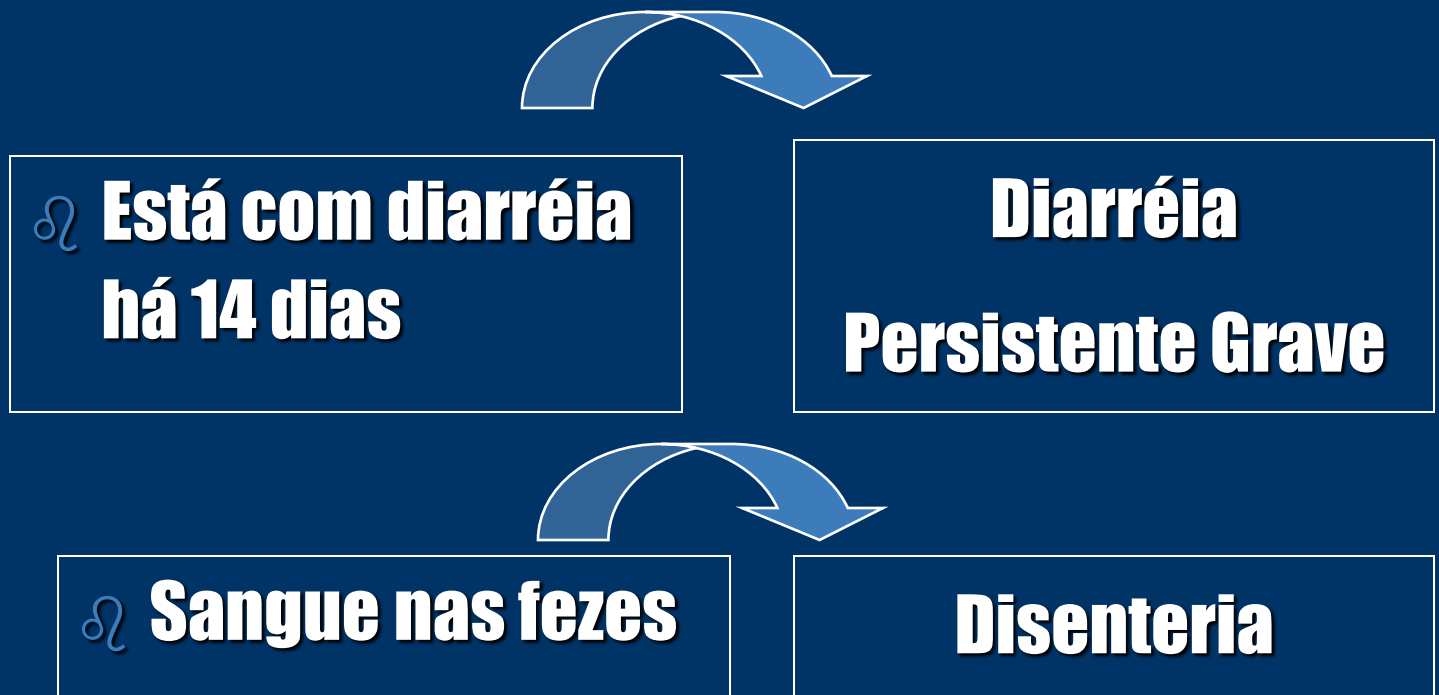 Está com diarréia
há 14 dias
Diarréia
Persistente Grave
Sangue nas fezes
Disenteria